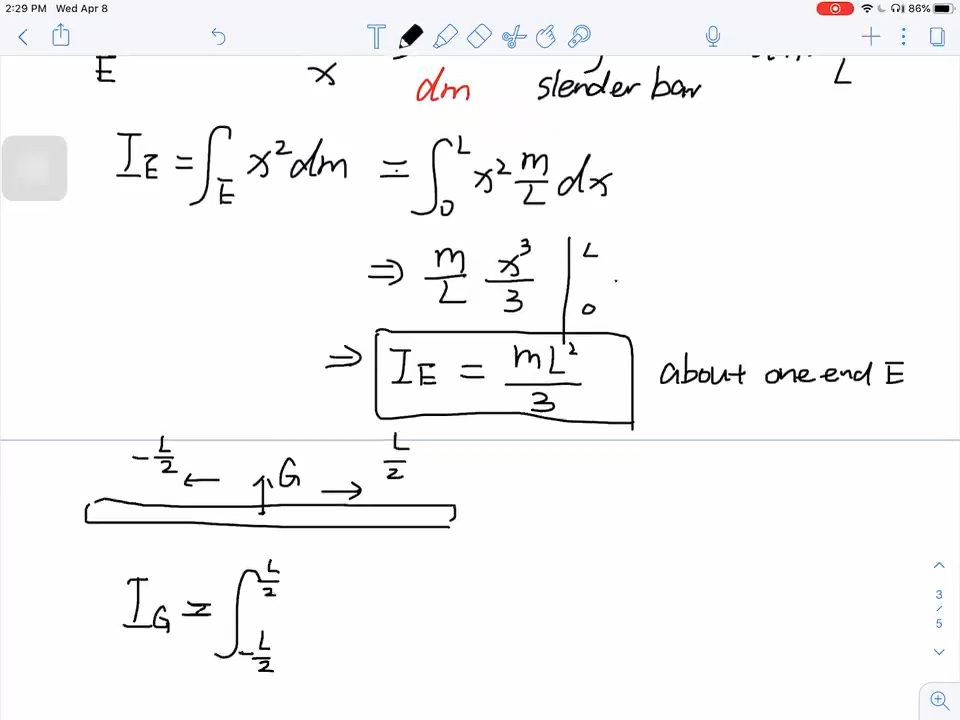 2:29 PM Wed Apr 8 86%
E x dm slender bar L
I_E = ∫_E x² dm = ∫_0^L x² m/L dx
⇒ m/L x³/3 |_0^L
⇒ I_E = mL²/3 about one end E
-L/2 ← G → L/2
I_G = ∫_{-L/2}^{L/2}
3/5